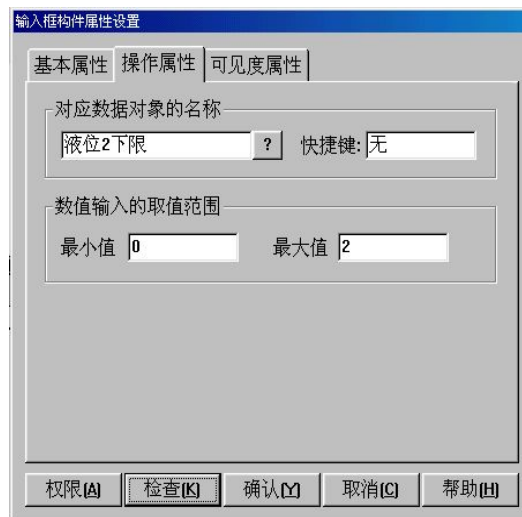 输入框构件属性设置
基本属性 操作属性 可见度属性
对应数据对象的名称
液位2下限 ? 快捷键: 无
数值输入的取值范围
最小值 0 最大值 2
权限(A) 检查(K) 确认(Y) 取消(C) 帮助(H)